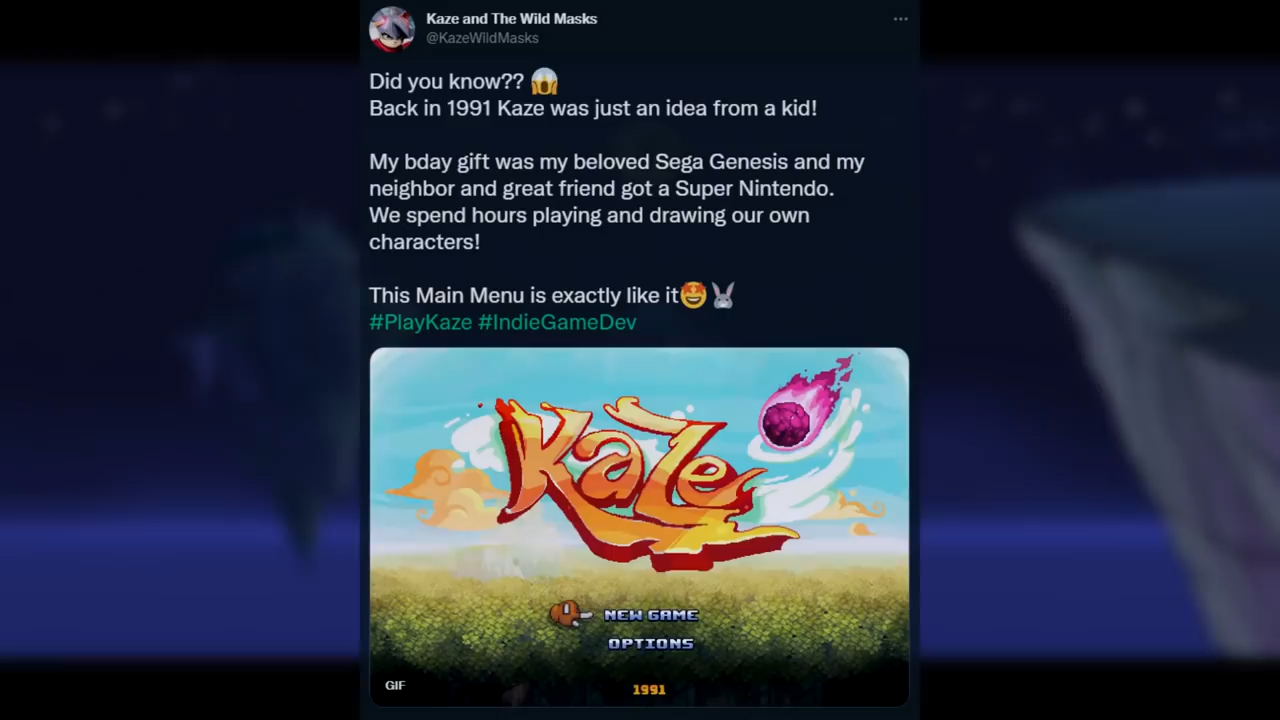 Kaze and The Wild Masks
@KazeWildMasks
Did you know?? 😱
Back in 1991 Kaze was just an idea from a kid!
My bday gift was my beloved Sega Genesis and my
neighbor and great friend got a Super Nintendo.
We spend hours playing and drawing our own
characters!
This Main Menu is exactly like it🤩🐰
#PlayKaze #IndieGameDev
Kaze
NEW GAME
OPTIONS
GIF
1991